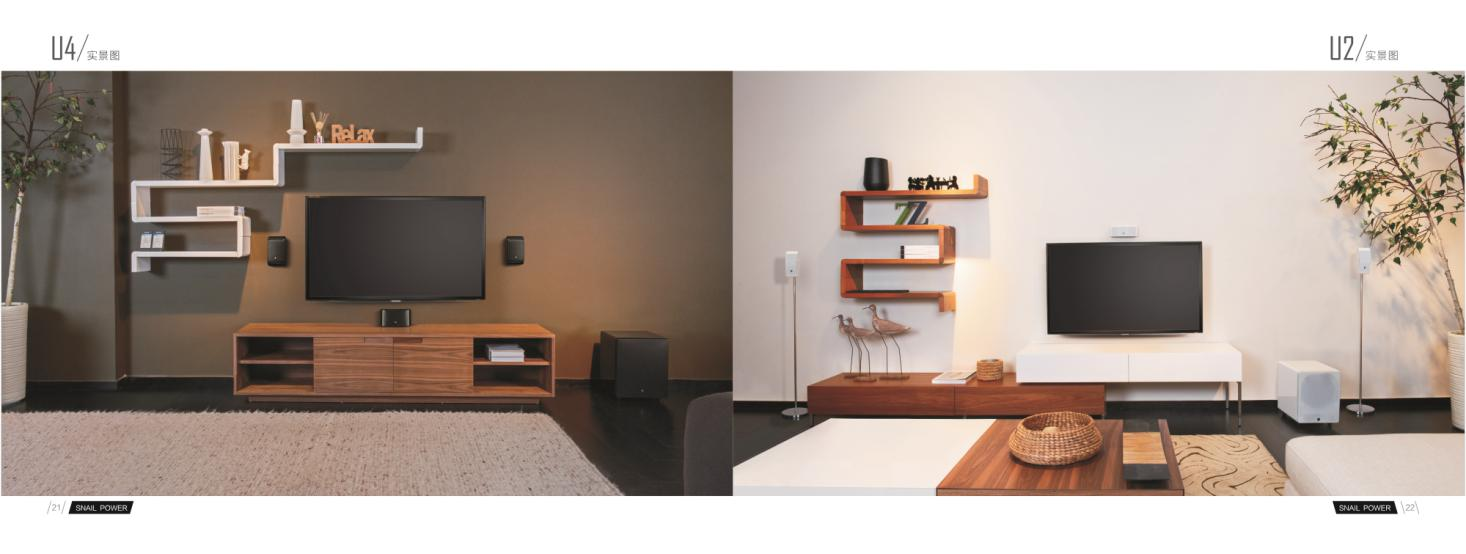 U4/实景图
U2/实景图
ReLax
/21/ SNAIL POWER
SNAIL POWER \22\